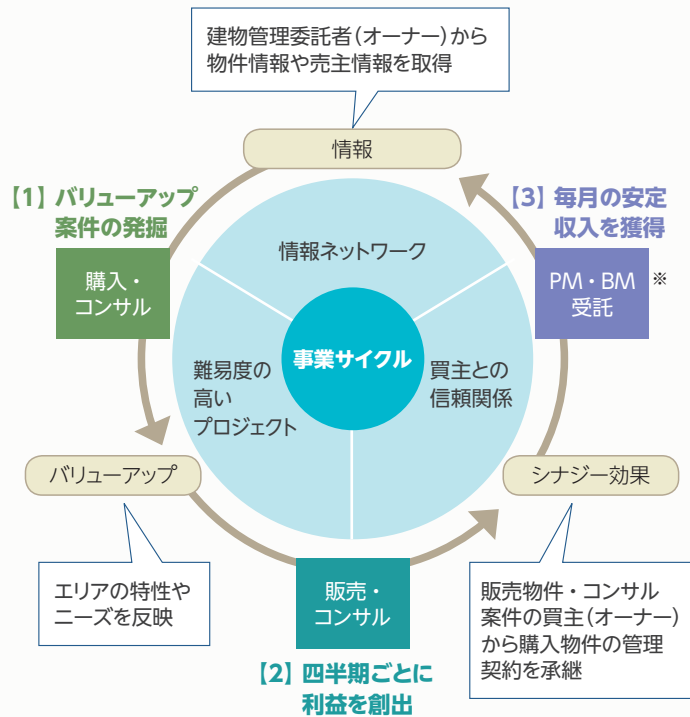 建物管理委託者（オーナー）から
物件情報や売主情報を取得
情報
【1】バリューアップ
案件の発掘
購入・
コンサル
【3】毎月の安定
収入を獲得
PM・BM
受託
※
情報ネットワーク
事業サイクル
難易度の
高い
プロジェクト
買主との
信頼関係
バリューアップ
シナジー効果
エリアの特性や
ニーズを反映
販売・
コンサル
【2】四半期ごとに
利益を創出
販売物件・コンサル
案件の買主（オーナー）
から購入物件の管理
契約を承継